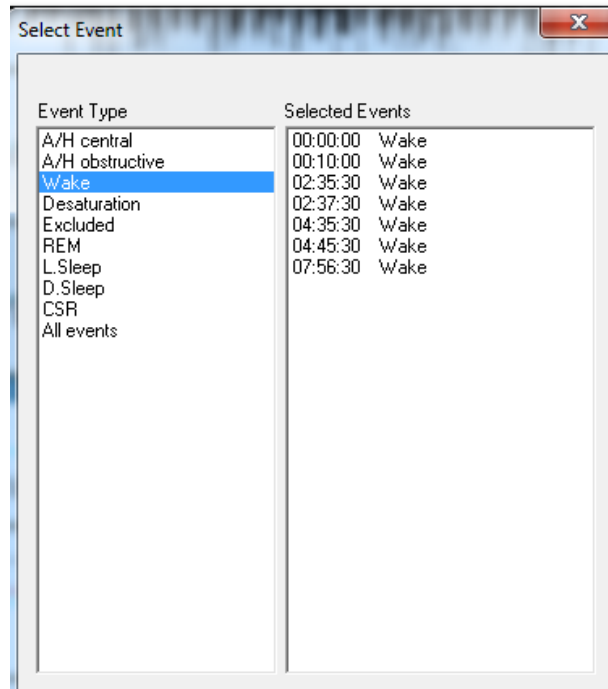 Select Event
X
Event Type
A/H central
A/H obstructive
Wake
Desaturation
Excluded
REM
L.Sleep
D.Sleep
CSR
All events
Selected Events
00:00:00 Wake
00:10:00 Wake
02:35:30 Wake
02:37:30 Wake
04:35:30 Wake
04:45:30 Wake
07:56:30 Wake